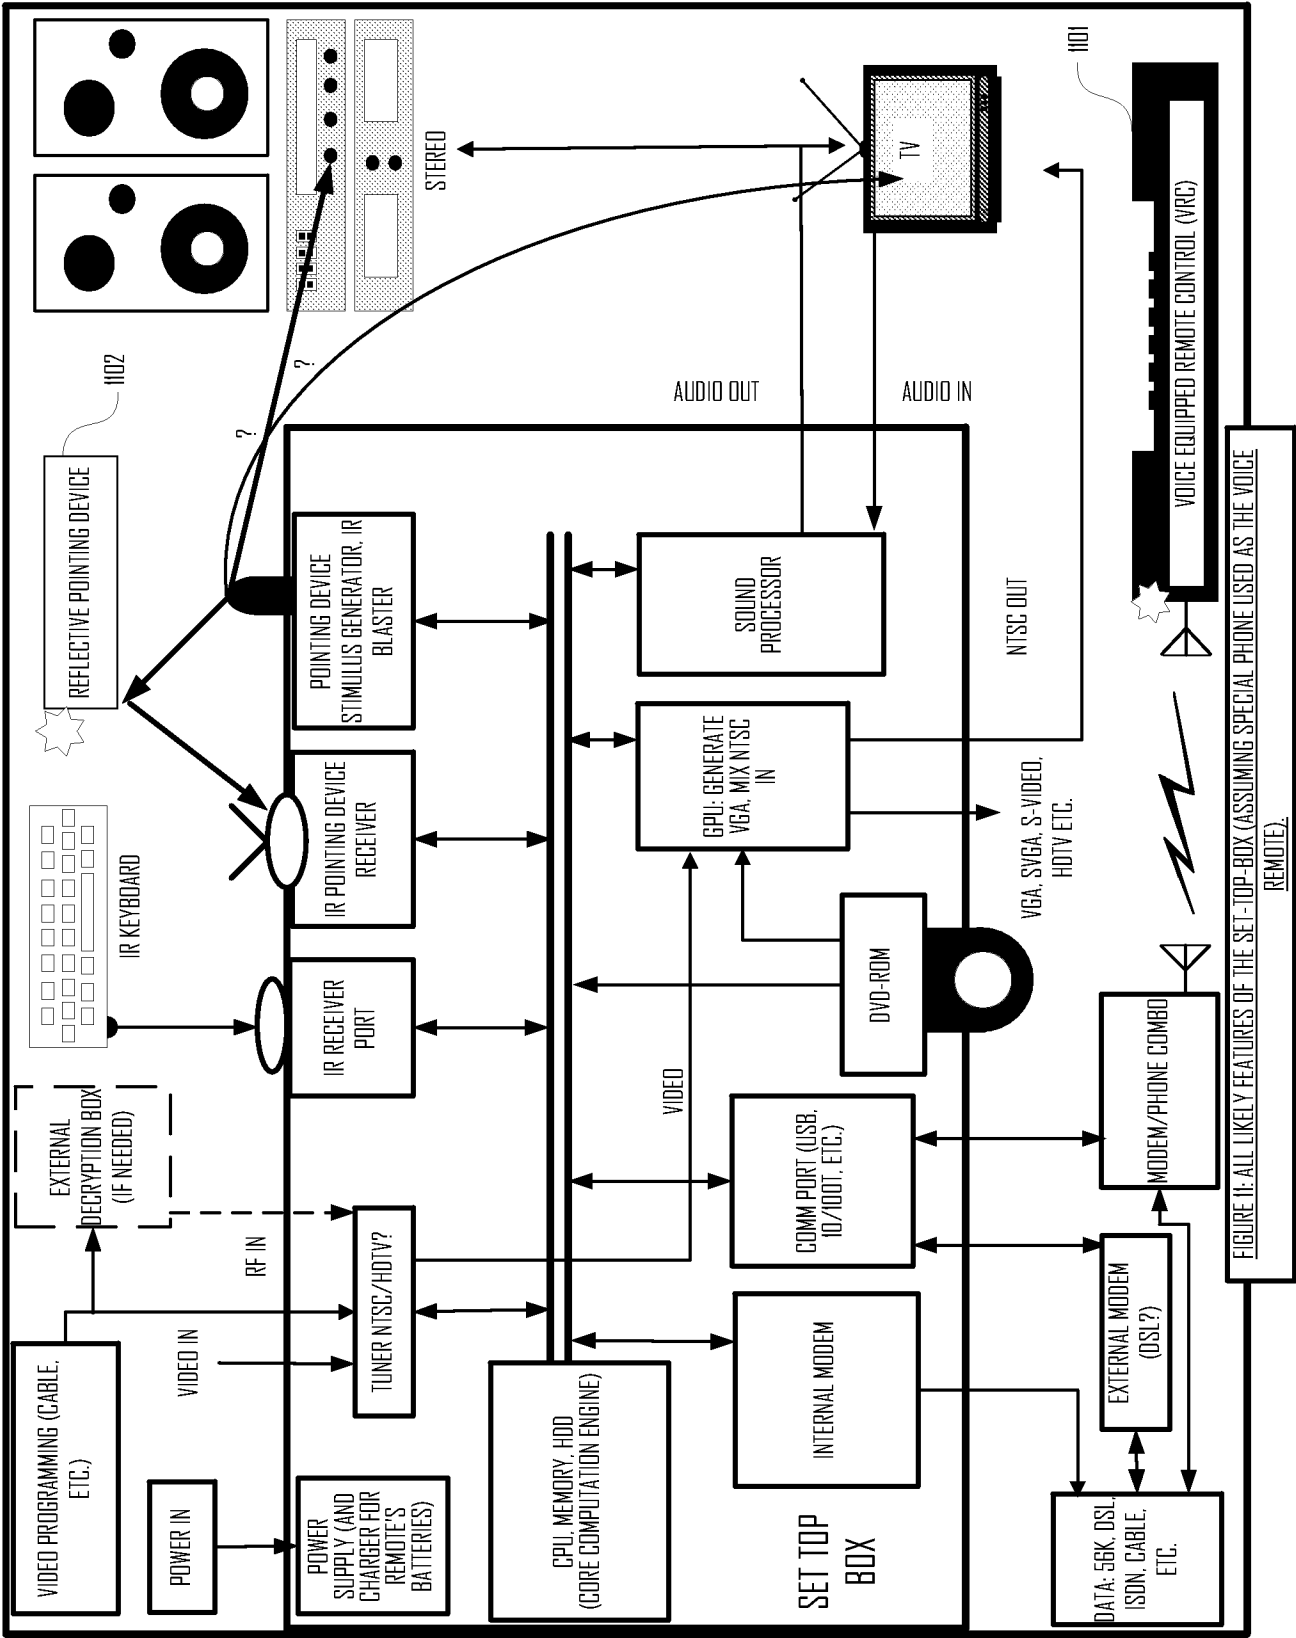 VIDEO PROGRAMMING (CABLE,
ETC.)
EXTERNAL
DECRYPTION BOX
(IF NEEDED)
IR KEYBOARD
REFLECTIVE POINTING DEVICE
1102
POWER IN
VIDEO IN
RF IN
?
?
STEREO
POWER
SUPPLY (AND
CHARGER FOR
REMOTE'S
BATTERIES)
TUNER NTSC/HDTV?
IR RECEIVER
PORT
IR POINTING DEVICE
RECEIVER
POINTING DEVICE
STIMULUS GENERATOR, IR
BLASTER
CPU, MEMORY, HDD
(CORE COMPUTATION ENGINE)
VIDEO
GPU: GENERATE
VGA, MIX NTSC
IN
SOUND
PROCESSOR
AUDIO OUT
AUDIO IN
TV
INTERNAL MODEM
COMM PORT (USB,
10/100T, ETC.)
DVD-ROM
SET TOP
BOX
VGA, SVGA, S-VIDEO,
HDTV ETC.
NTSC OUT
1101
DATA: 56K, DSL,
ISDN, CABLE,
ETC.
EXTERNAL MODEM
(DSL?)
MODEM/PHONE COMBO
VOICE EQUIPPED REMOTE CONTROL (VRC)
FIGURE 11: ALL LIKELY FEATURES OF THE SET-TOP-BOX (ASSUMING SPECIAL PHONE USED AS THE VOICE
REMOTE).